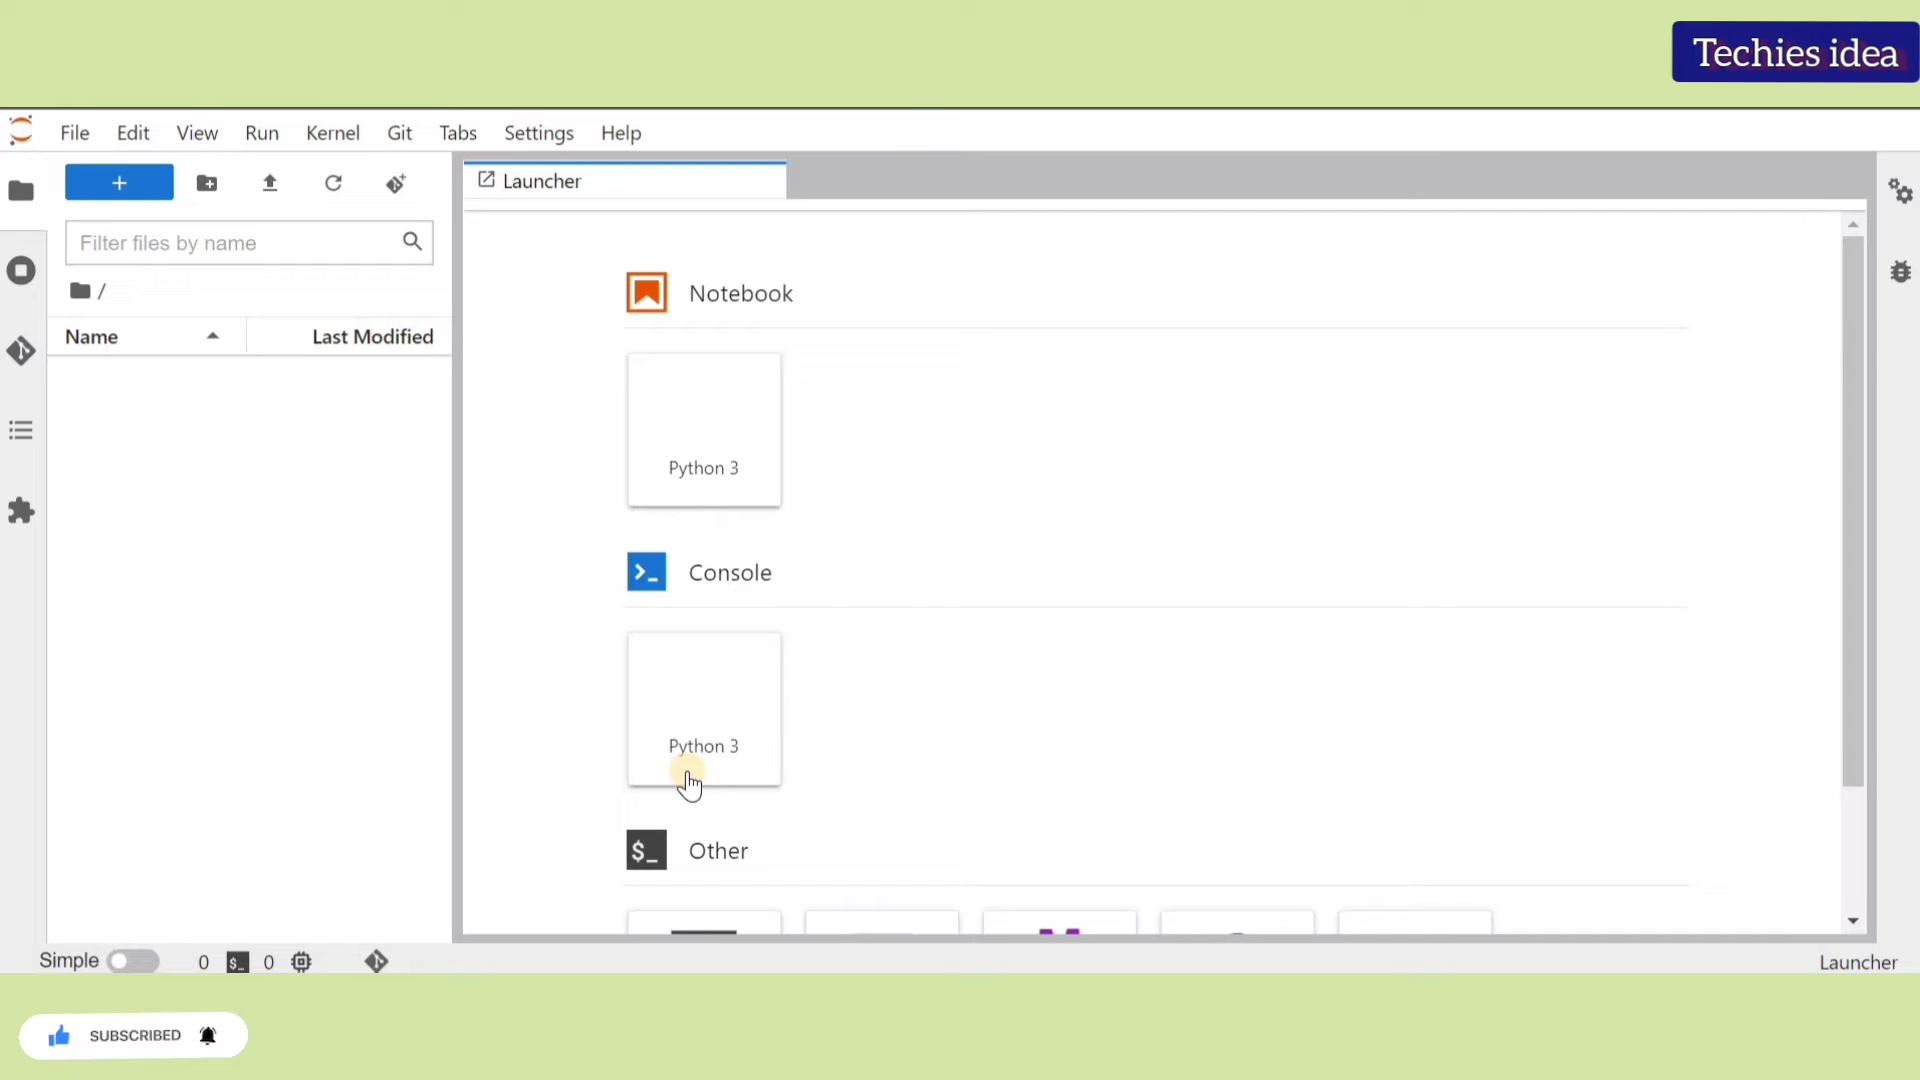 Techies idea
File Edit View Run Kernel Git Tabs Settings Help
+
Launcher
Filter files by name
/
Name Last Modified
Notebook
Python 3
>_ Console
Python 3
$_ Other
Simple 0 $_ 0 Launcher
SUBSCRIBED